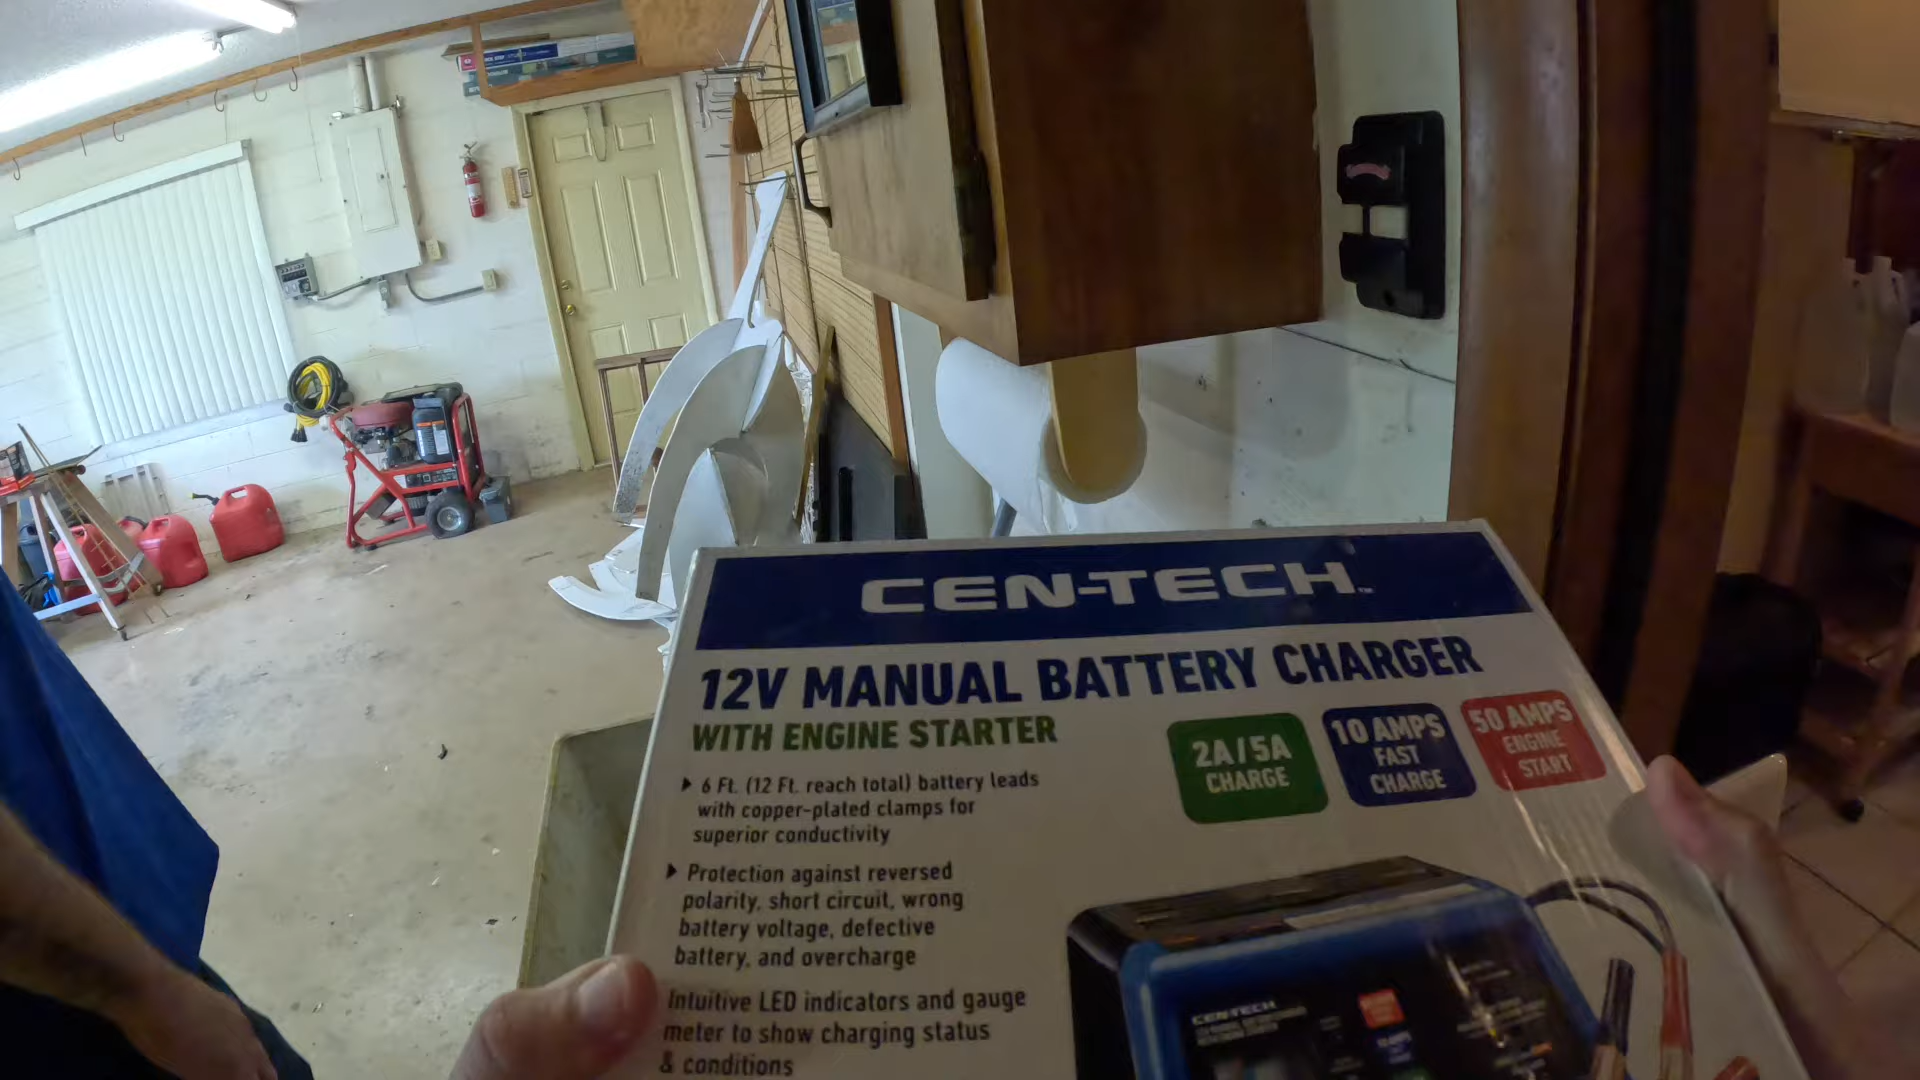 CEN-TECH™
12V MANUAL BATTERY CHARGER
WITH ENGINE STARTER
2A/5A
CHARGE
10 AMPS
FAST
CHARGE
50 AMPS
ENGINE
START
6 Ft. (12 Ft. reach total) battery leads
with copper-plated clamps for
superior conductivity
Protection against reversed
polarity, short circuit, wrong
battery voltage, defective
battery, and overcharge
Intuitive LED indicators and gauge
meter to show charging status
& conditions
CEN-TECH